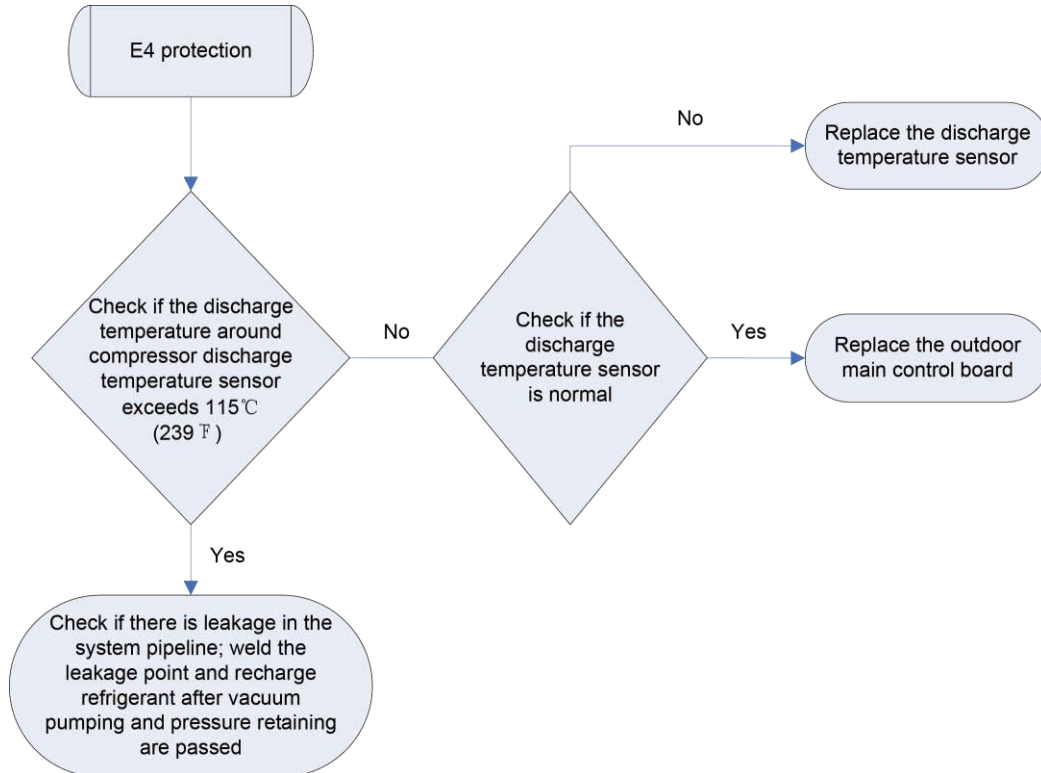 E4 protection
No
Replace the discharge
temperature sensor
Check if the discharge
temperature around
compressor discharge
temperature sensor
exceeds 115℃
(239 ℉)
No
Check if the
discharge
temperature sensor
is normal
Yes
Replace the outdoor
main control board
Yes
Check if there is leakage in the
system pipeline; weld the
leakage point and recharge
refrigerant after vacuum
pumping and pressure retaining
are passed